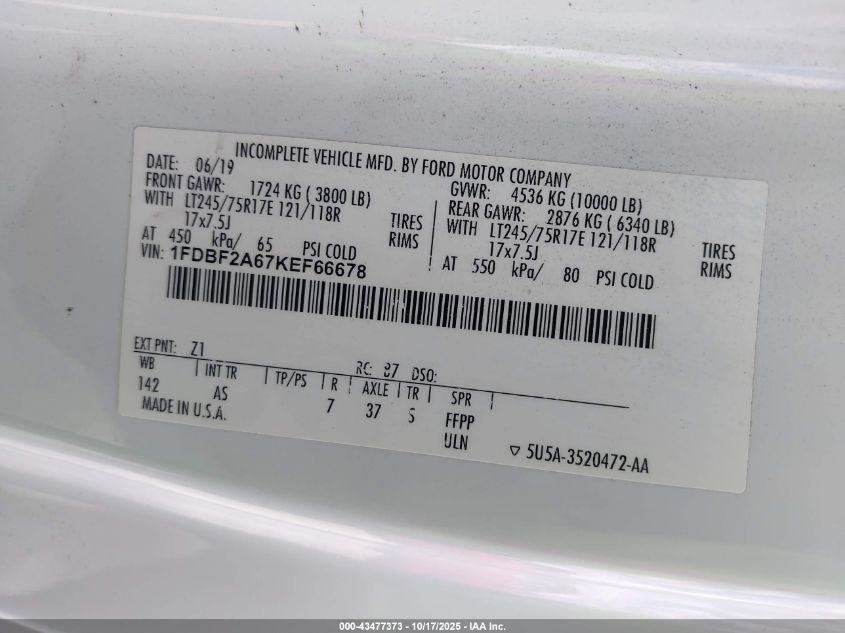 INCOMPLETE VEHICLE MFD. BY FORD MOTOR COMPANY
DATE: 06/19
GVWR: 4536 KG (10000 LB)
FRONT GAWR: 1724 KG ( 3800 LB)
REAR GAWR: 2876 KG ( 6340 LB)
WITH LT245/75R17E 121/118R TIRES
WITH LT245/75R17E 121/118R TIRES
17x7.5J RIMS
17x7.5J RIMS
AT 450 kPa/ 65 PSI COLD
AT 550 kPa/ 80 PSI COLD
VIN: 1FDBF2A67KEF66678
EXT PNT: Z1 RC: 87 DSO:
WB INT TR TP/PS R AXLE TR SPR
142 AS 7 37 S FFPP
MADE IN U.S.A. ULN
▽ 5U5A-3520472-AA
000-43477373 - 10/17/2025 - IAA Inc.